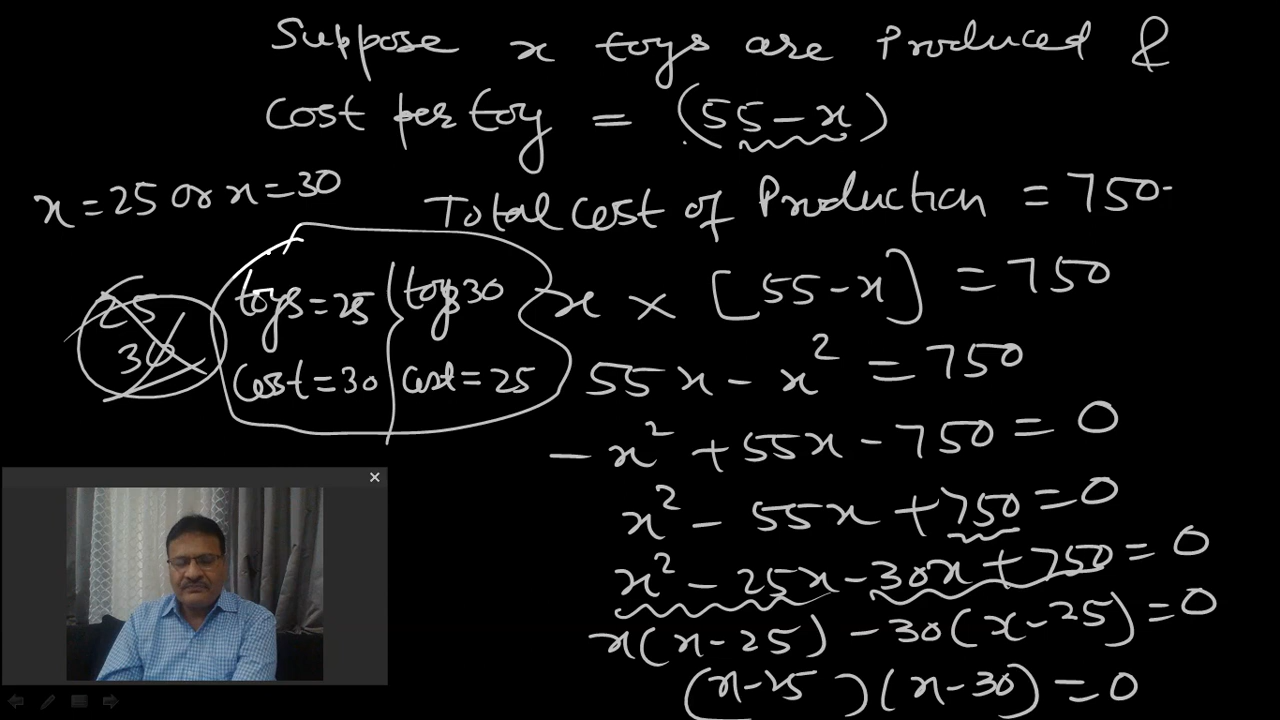 Suppose x toys are Produced &
Cost per toy = (55-x)
x=25 or x=30
Total cost of Production = 750
25
30
toys=25
cost=30
toys 30
cost=25
x × [55-x] = 750
55x - x² = 750
-x² + 55x - 750 = 0
x² - 55x + 750 = 0
x² - 25x - 30x + 750 = 0
x(x-25) - 30(x-25) = 0
(x-25)(x-30) = 0